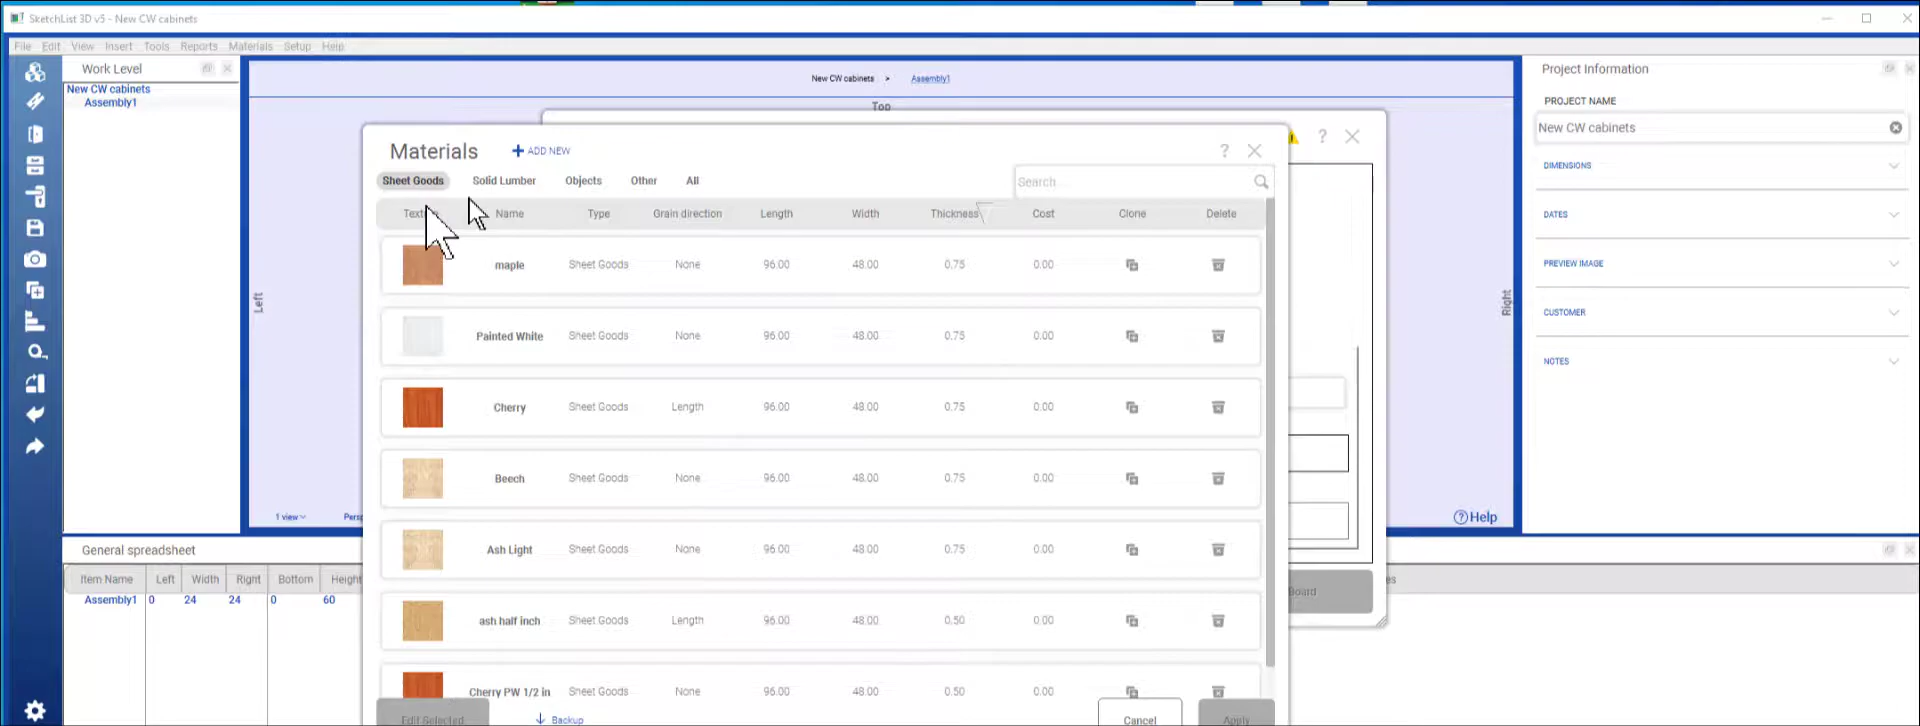 SketchList 3D v5 - New CW cabinets
File Edit View Insert Tools Reports Materials Setup Help
Work Level
New CW cabinets
Assembly1
New CW cabinets > Assembly1
Top
Left
Right
1 view
Persp
Help
Materials
ADD NEW
Sheet Goods Solid Lumber Objects Other All
Search
Name Type Grain direction Length Width Thickness Cost Clone Delete
maple Sheet Goods None 96.00 48.00 0.75 0.00
Painted White Sheet Goods None 96.00 48.00 0.75 0.00
Cherry Sheet Goods Length 96.00 48.00 0.75 0.00
Beech Sheet Goods None 96.00 48.00 0.75 0.00
Ash Light Sheet Goods None 96.00 48.00 0.75 0.00
ash half inch Sheet Goods Length 96.00 48.00 0.50 0.00
Cherry PW 1/2 in Sheet Goods None 96.00 48.00 0.50 0.00
Edit Selected Backup Cancel Apply
Board
Project Information
PROJECT NAME
New CW cabinets
DIMENSIONS
DATES
PREVIEW IMAGE
CUSTOMER
NOTES
General spreadsheet
Item Name Left Width Right Bottom Height
Assembly1 0 24 24 0 60